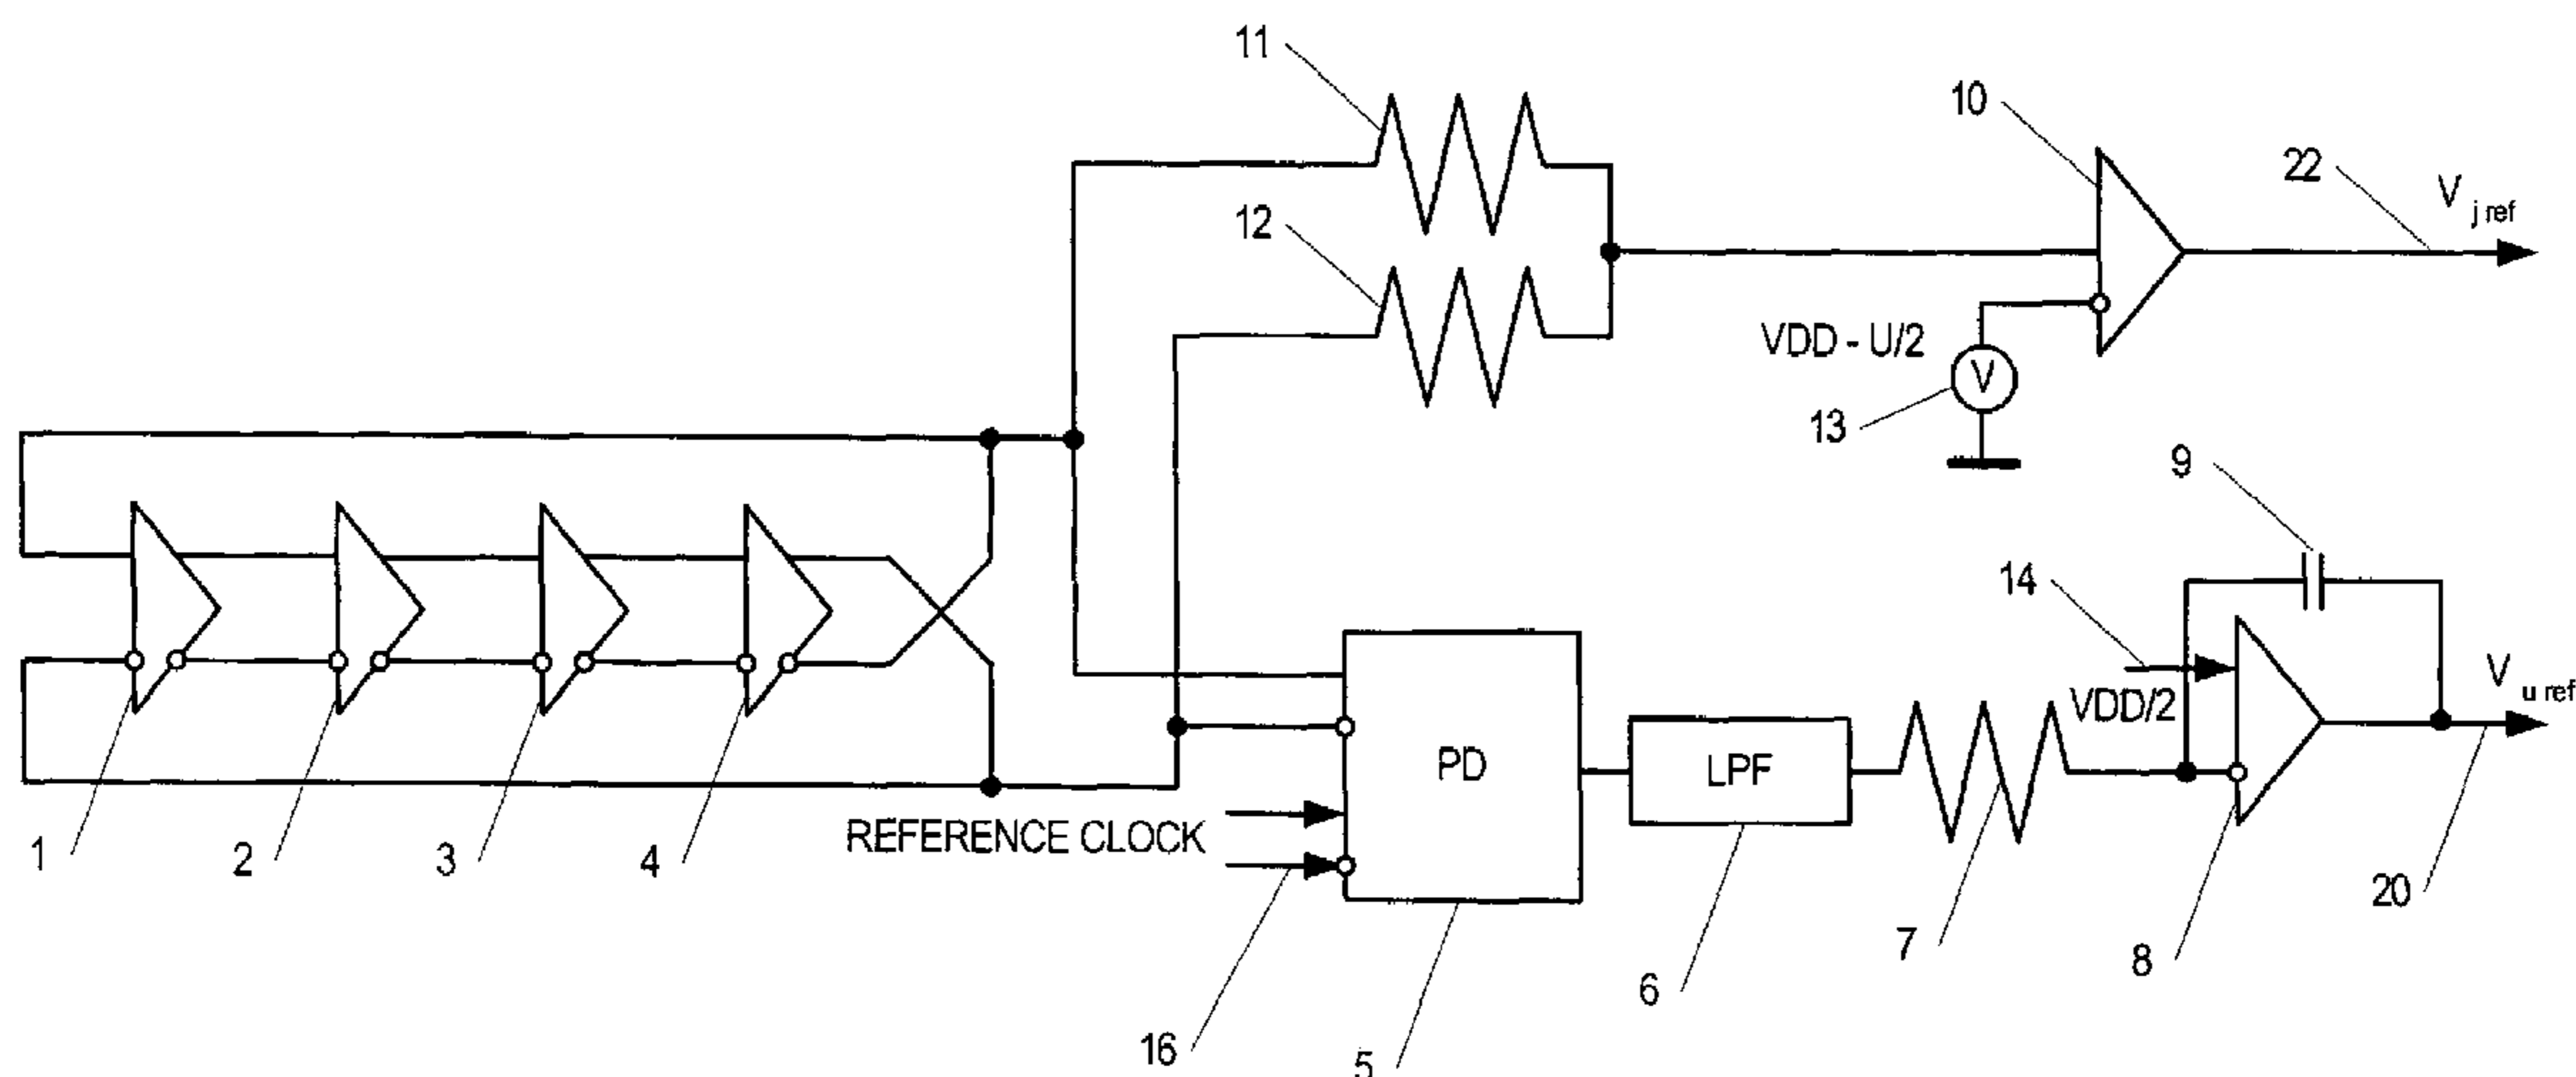 11
10
22
V j ref
12
VDD - U/2
V
13
9
14
VDD/2
V u ref
PD
LPF
REFERENCE CLOCK
1
2
3
4
20
7
8
6
16
5